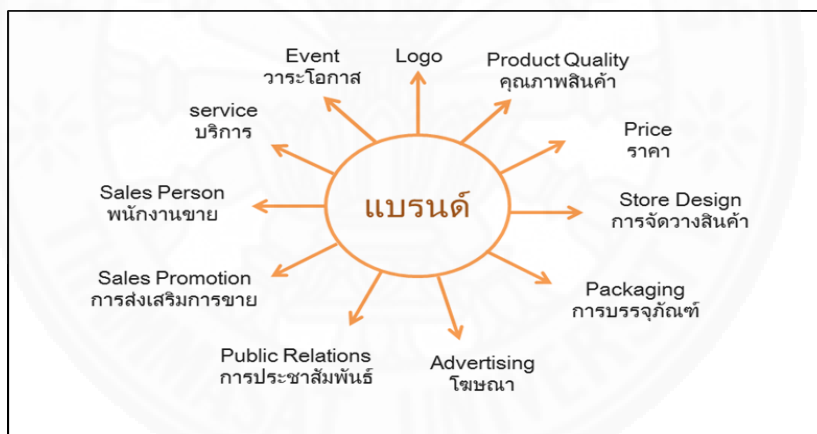 Logo
Product Quality
คุณภาพสินค้า
Price
ราคา
Store Design
การจัดวางสินค้า
Packaging
การบรรจุภัณฑ์
Advertising
โฆษณา
Public Relations
การประชาสัมพันธ์
Sales Promotion
การส่งเสริมการขาย
Sales Person
พนักงานขาย
service
บริการ
Event
วาระโอกาส
แบรนด์